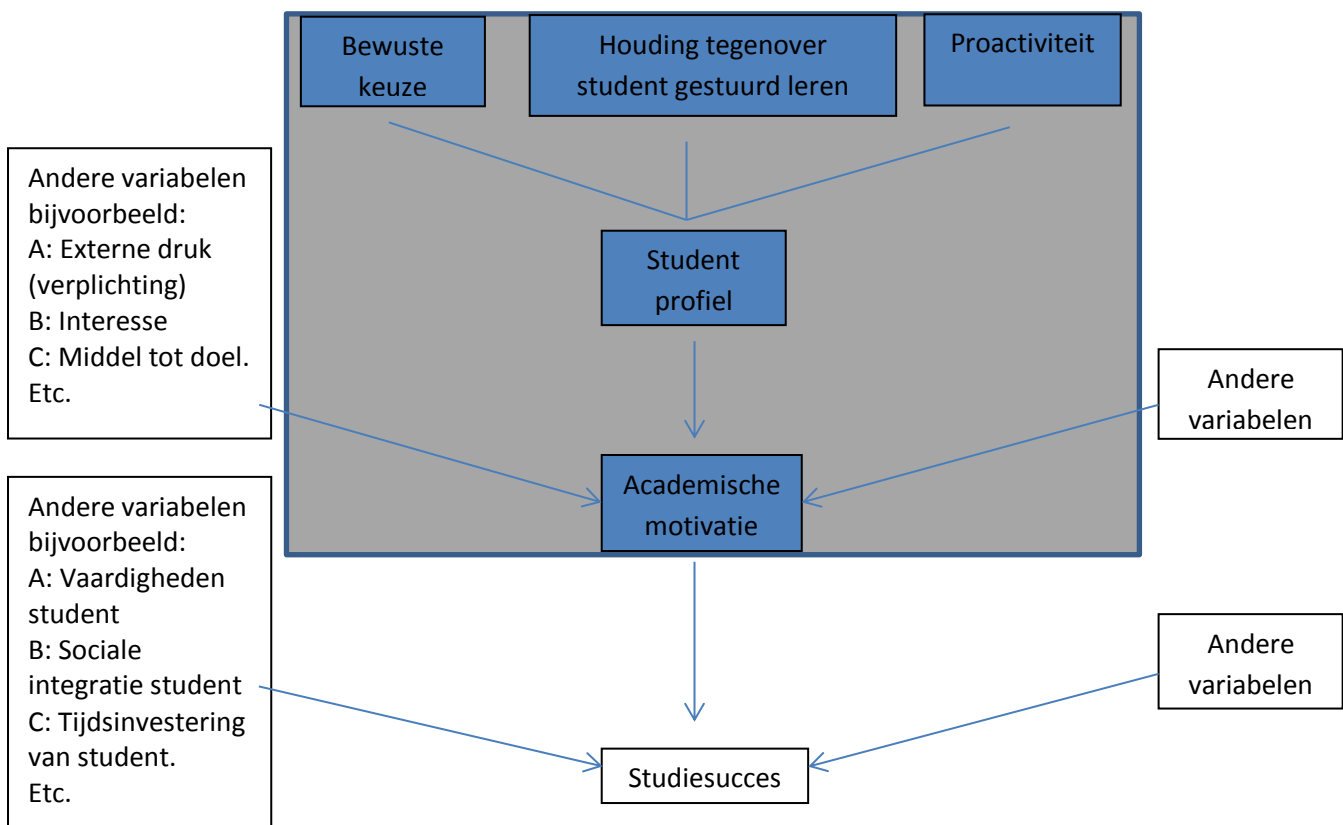 Bewuste
keuze
Houding tegenover
student gestuurd leren
Proactiviteit
Andere variabelen
bijvoorbeeld:
A: Externe druk
(verplichting)
B: Interesse
C: Middel tot doel.
Etc.
Student
profiel
Andere
variabelen
Academische
motivatie
Andere variabelen
bijvoorbeeld:
A: Vaardigheden
student
B: Sociale
integratie student
C: Tijdsinvestering
van student.
Etc.
Andere
variabelen
Studiesucces